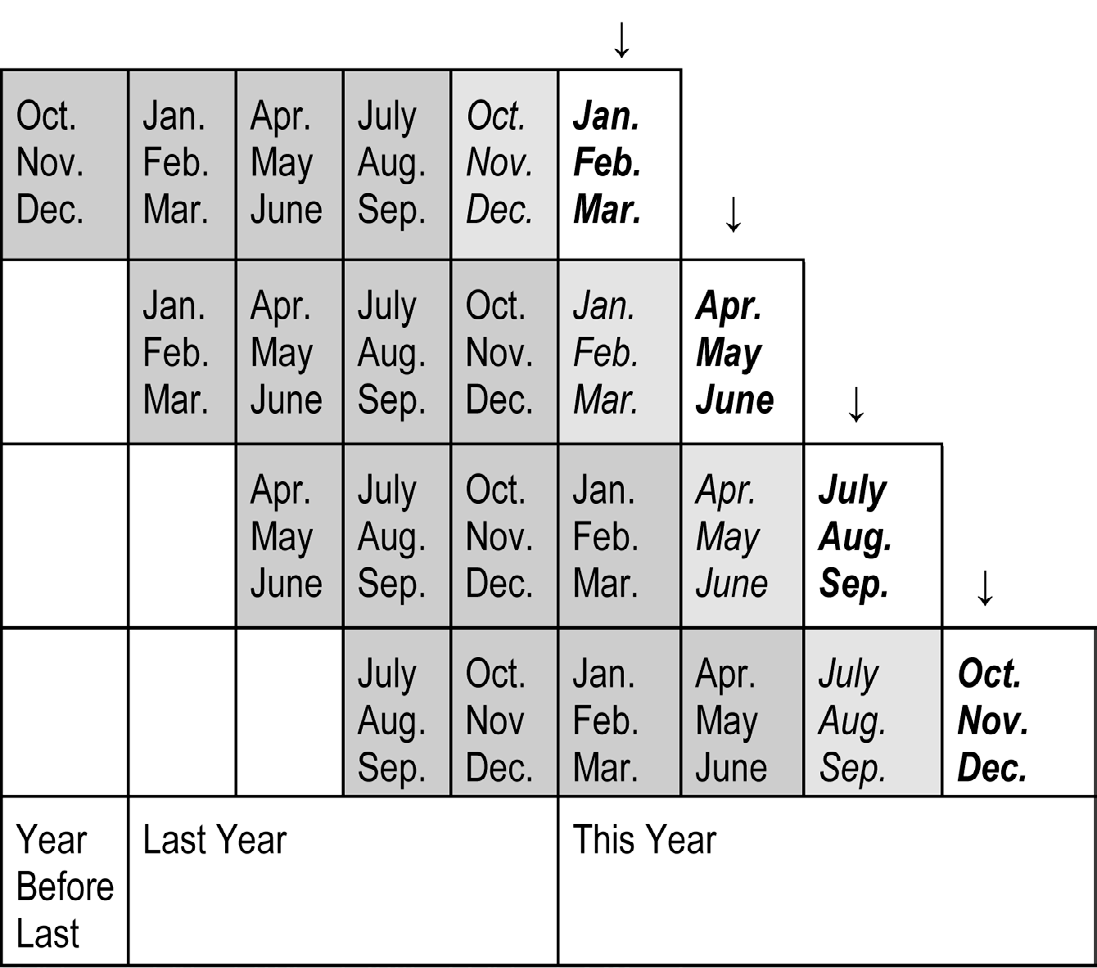 ↓
Oct. Jan. Apr. July Oct. Jan.
Nov. Feb. May Aug. Nov. Feb.
Dec. Mar. June Sep. Dec. Mar.
↓
Jan. Apr. July Oct. Jan. Apr.
Feb. May Aug. Nov. Feb. May
Mar. June Sep. Dec. Mar. June
↓
Apr. July Oct. Jan. Apr. July
May Aug. Nov. Feb. May Aug.
June Sep. Dec. Mar. June Sep.
↓
July Oct. Jan. Apr. July Oct.
Aug. Nov Feb. May Aug. Nov.
Sep. Dec. Mar. June Sep. Dec.
Year Last Year This Year
Before
Last